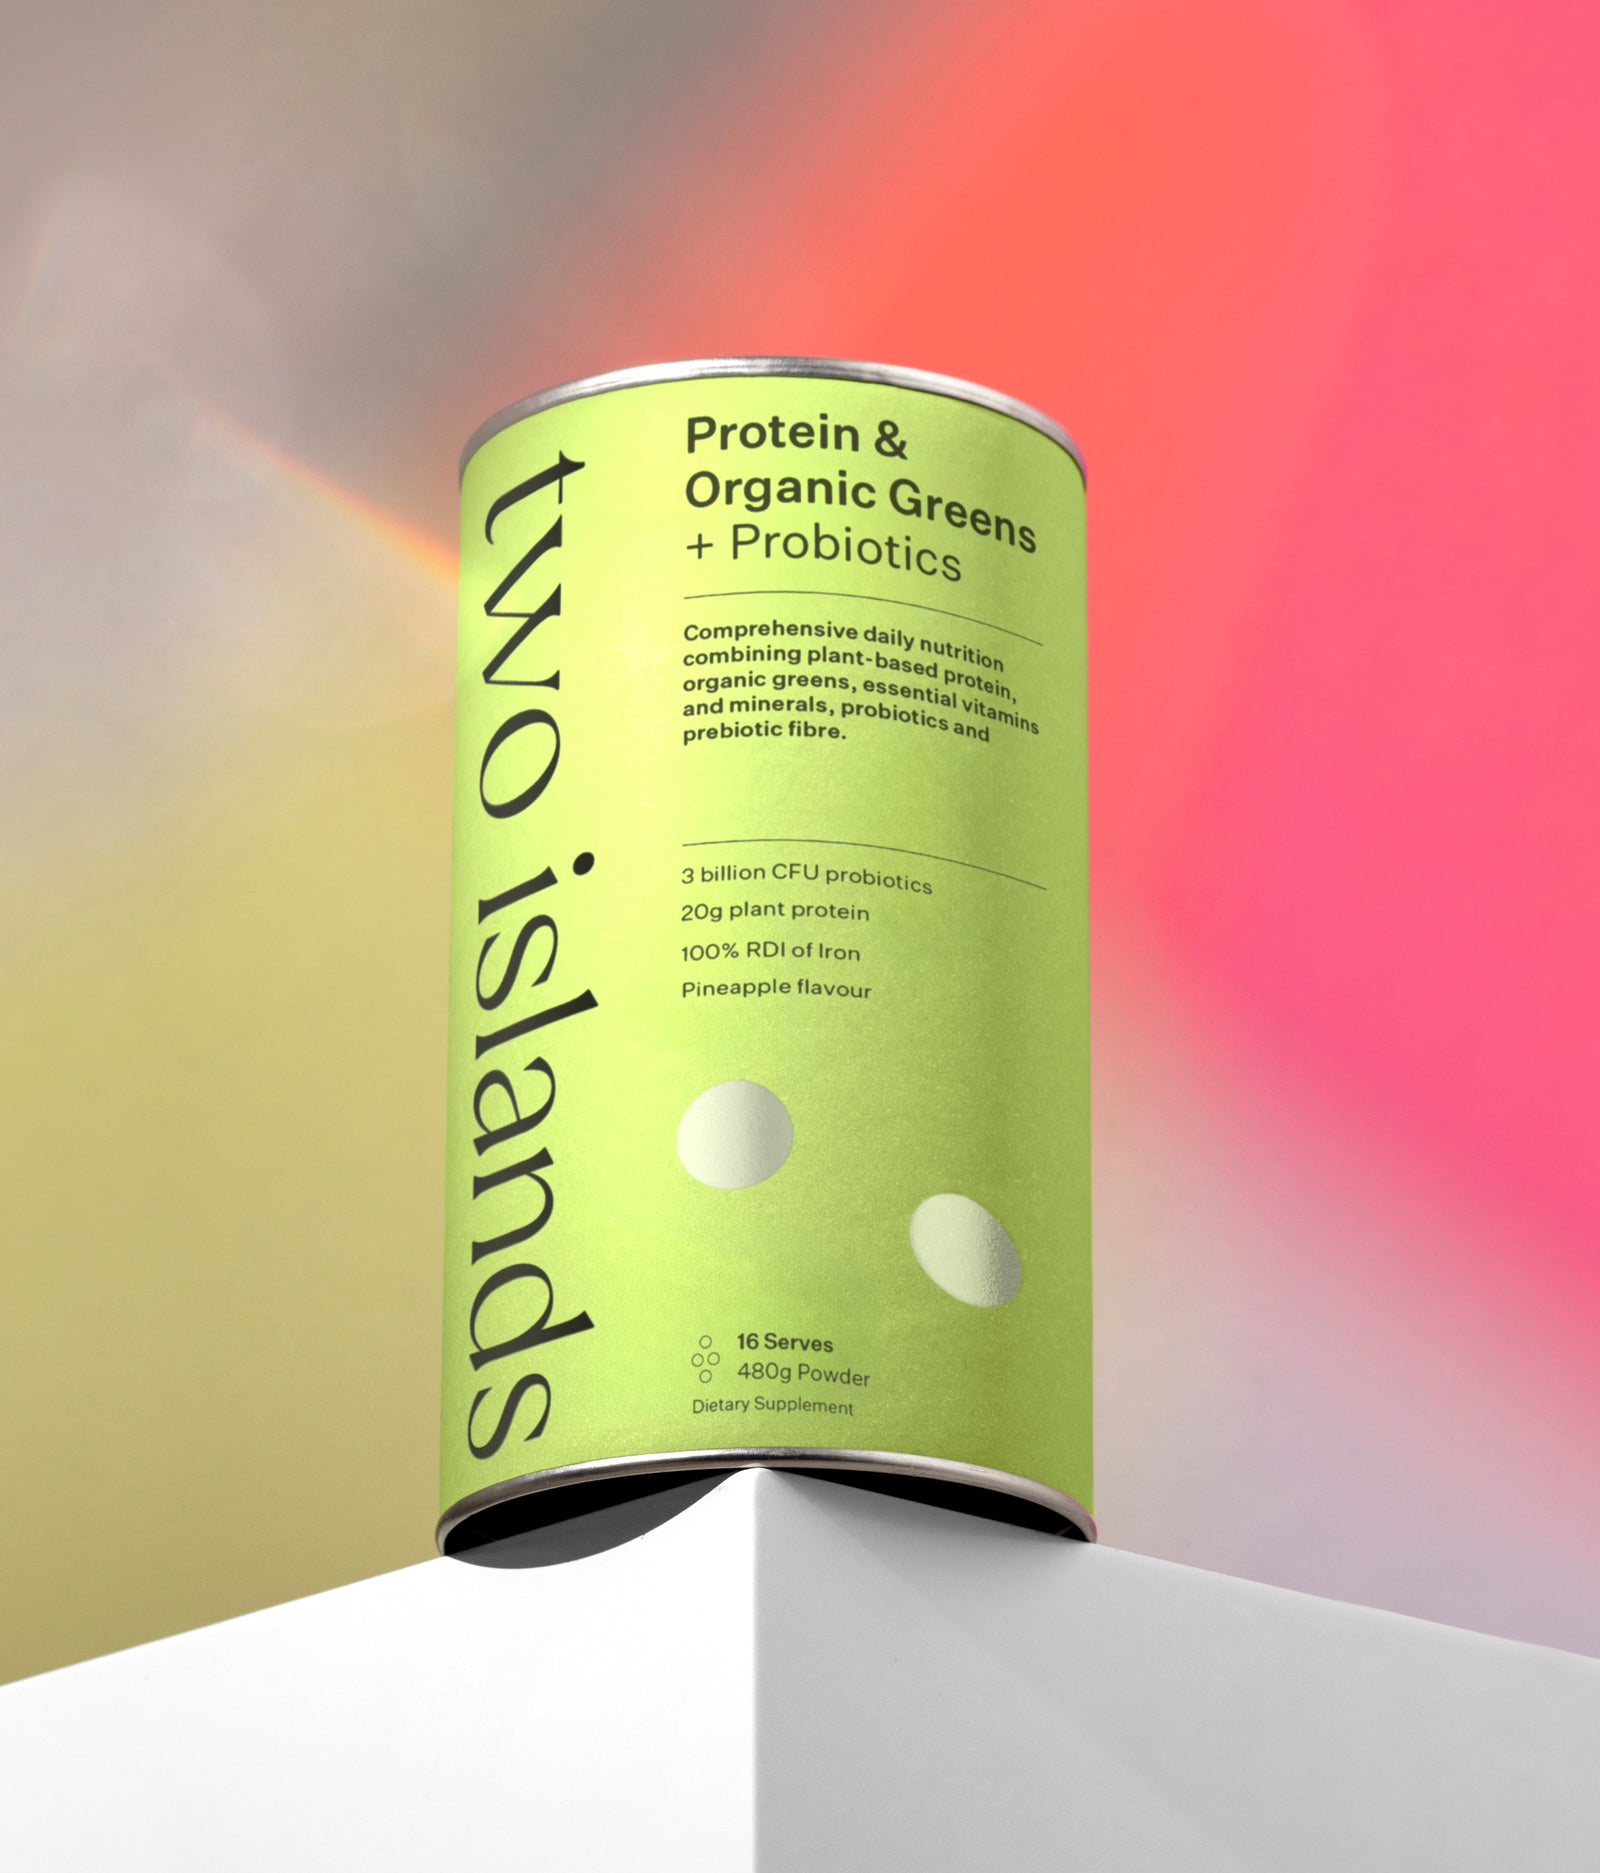 two islands
Protein &
Organic Greens
+ Probiotics
Comprehensive daily nutrition
combining plant-based protein,
organic greens, essential vitamins
and minerals, probiotics and
prebiotic fibre.
3 billion CFU probiotics
20g plant protein
100% RDI of Iron
Pineapple flavour
16 Serves
480g Powder
Dietary Supplement